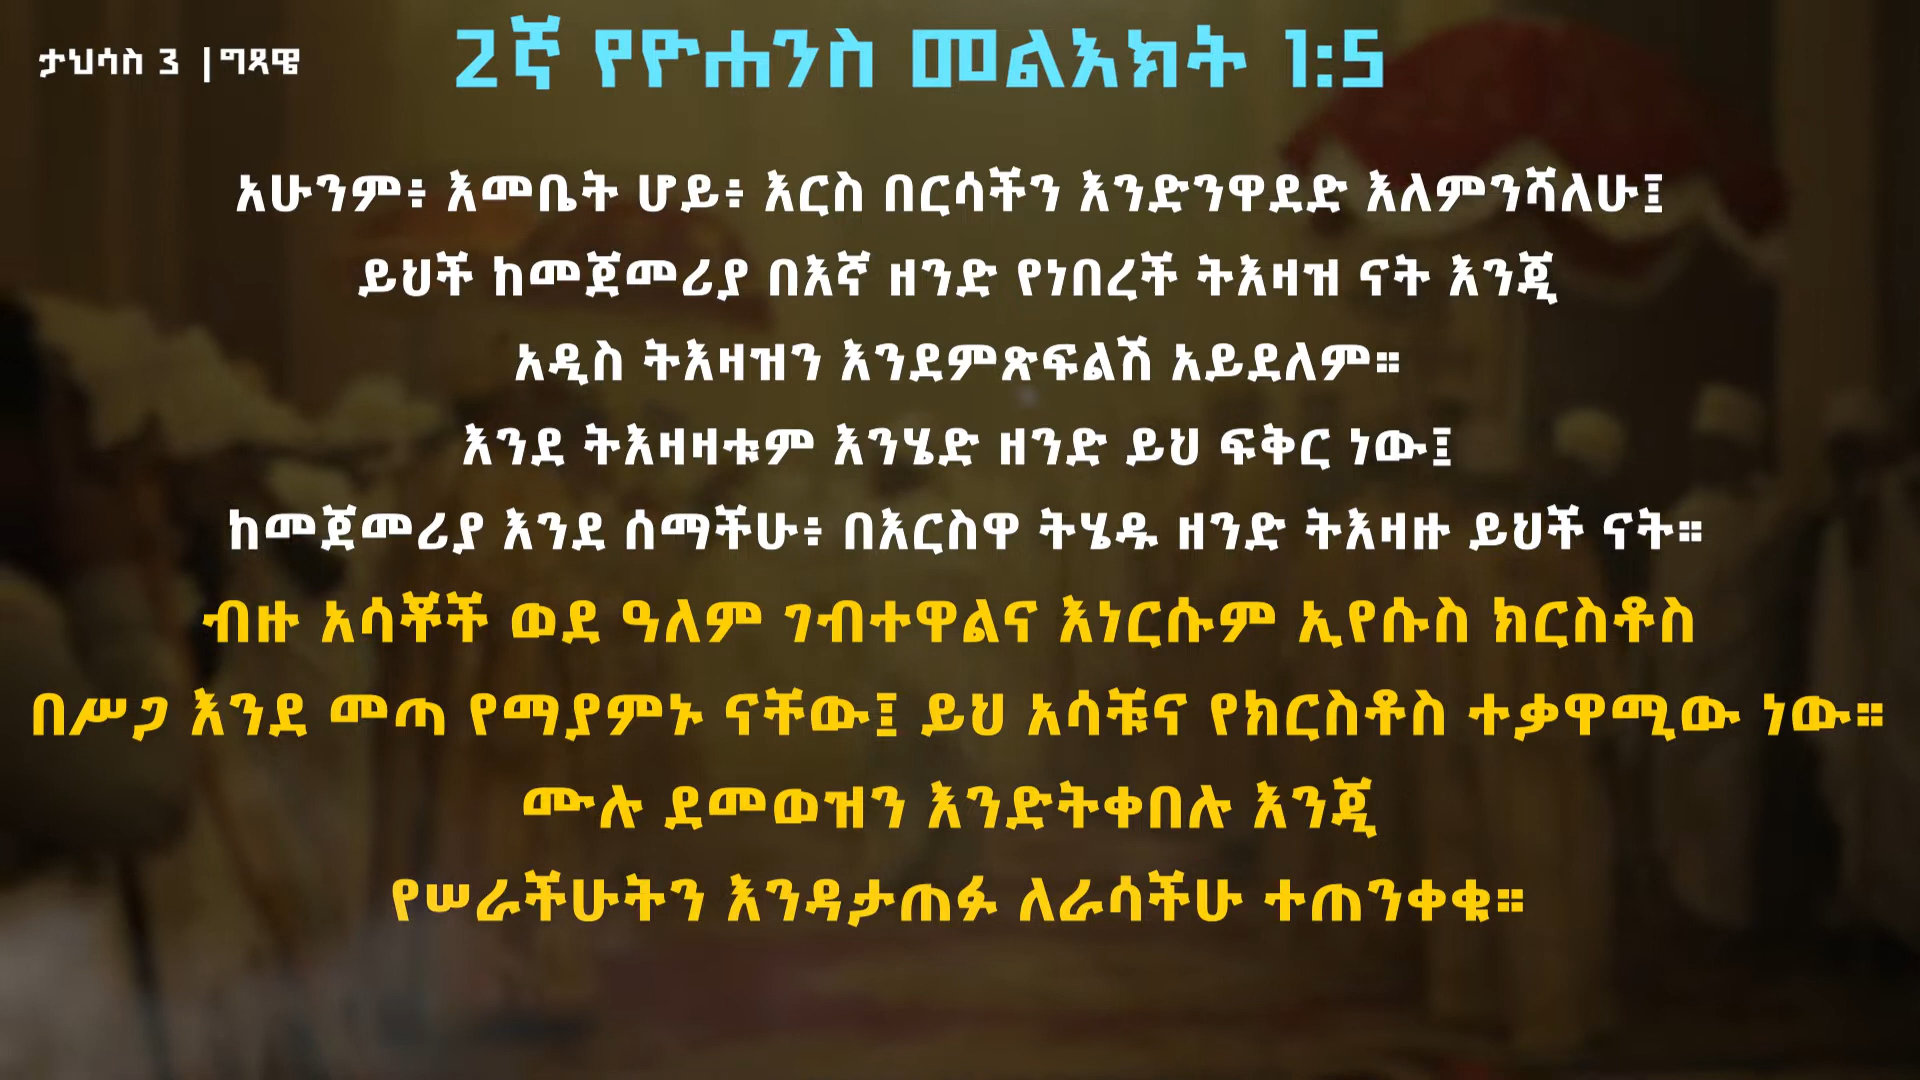 ታህሳስ 3 |ግጻዌ
2ኛ የዮሐንስ መልእክት 1:5
አሁንም፥ እመቤት ሆይ፥ እርስ በርሳችን እንድንዋደድ እለምንሻለሁ፤
ይህች ከመጀመሪያ በእኛ ዘንድ የነበረች ትእዛዝ ናት እንጂ
አዲስ ትእዛዝን እንደምጽፍልሽ አይደለም።
እንደ ትእዛዛቱም እንሄድ ዘንድ ይህ ፍቅር ነው፤
ከመጀመሪያ እንደ ሰማችሁ፥ በእርስዋ ትሄዱ ዘንድ ትእዛዙ ይህች ናት።
ብዙ አሳቾች ወደ ዓለም ገብተዋልና እነርሱም ኢየሱስ ክርስቶስ
በሥጋ እንደ መጣ የማያምኑ ናቸው፤ ይህ አሳቹና የክርስቶስ ተቃዋሚው ነው።
ሙሉ ደመወዝን እንድትቀበሉ እንጂ
የሠራችሁትን እንዳታጠፉ ለራሳችሁ ተጠንቀቁ።